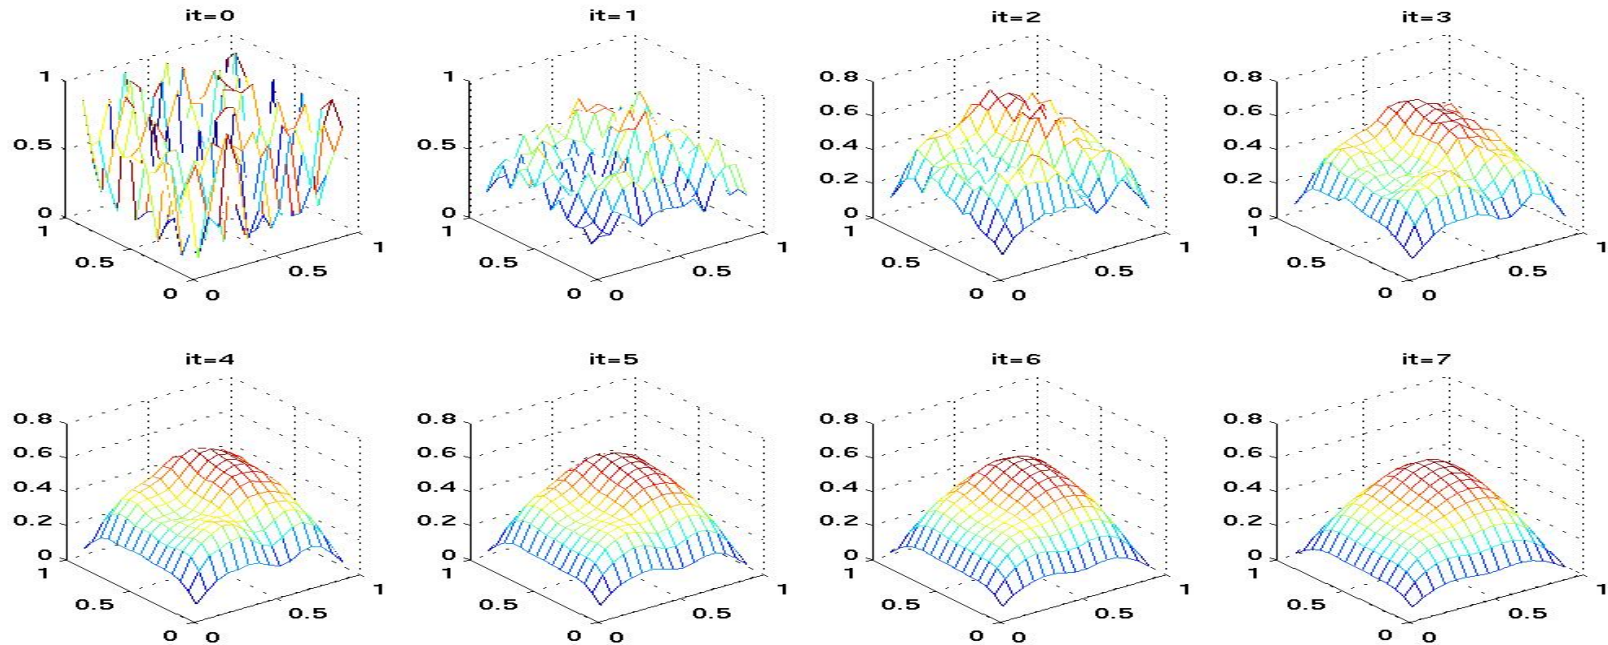 it=0 it=1 it=2 it=3
1 1 0.8 0.8
0.6 0.6
0.5 0.5 0.4 0.4
0.2 0.2
0 0 0 0
1 1 1 1 1 1 1 1
0.5 0.5 0.5 0.5 0.5 0.5 0.5 0.5
0 0 0 0 0 0 0 0
it=4 it=5 it=6 it=7
0.8 0.8 0.8 0.8
0.6 0.6 0.6 0.6
0.4 0.4 0.4 0.4
0.2 0.2 0.2 0.2
0 0 0 0
1 1 1 1 1 1 1 1
0.5 0.5 0.5 0.5 0.5 0.5 0.5 0.5
0 0 0 0 0 0 0 0